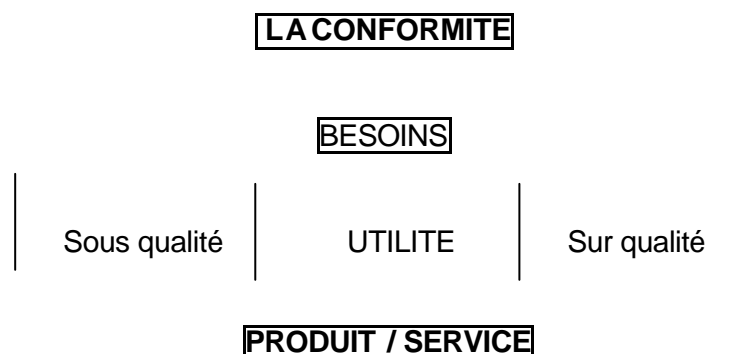 LA CONFORMITE
BESOINS
Sous qualité UTILITE Sur qualité
PRODUIT / SERVICE